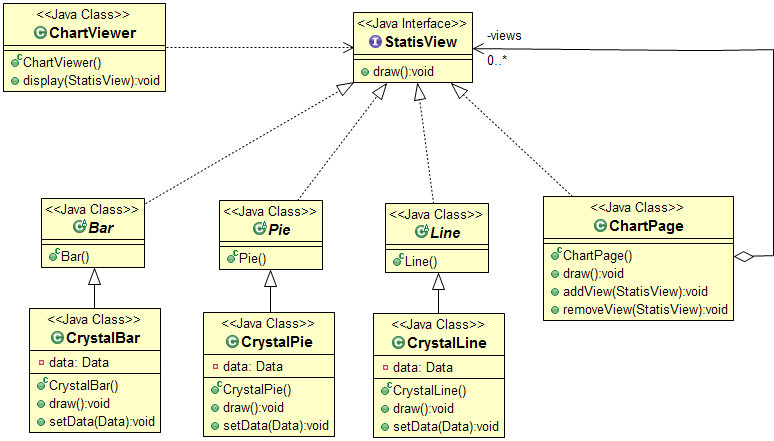 <<Java Class>>
ChartViewer
ChartViewer()
display(StatisView):void
<<Java Interface>>
StatisView
draw():void
-views
0..*
<<Java Class>>
Bar
Bar()
<<Java Class>>
Pie
Pie()
<<Java Class>>
Line
Line()
<<Java Class>>
ChartPage
ChartPage()
draw():void
addView(StatisView):void
removeView(StatisView):void
<<Java Class>>
CrystalBar
data: Data
CrystalBar()
draw():void
setData(Data):void
<<Java Class>>
CrystalPie
data: Data
CrystalPie()
draw():void
setData(Data):void
<<Java Class>>
CrystalLine
data: Data
CrystalLine()
draw():void
setData(Data):void